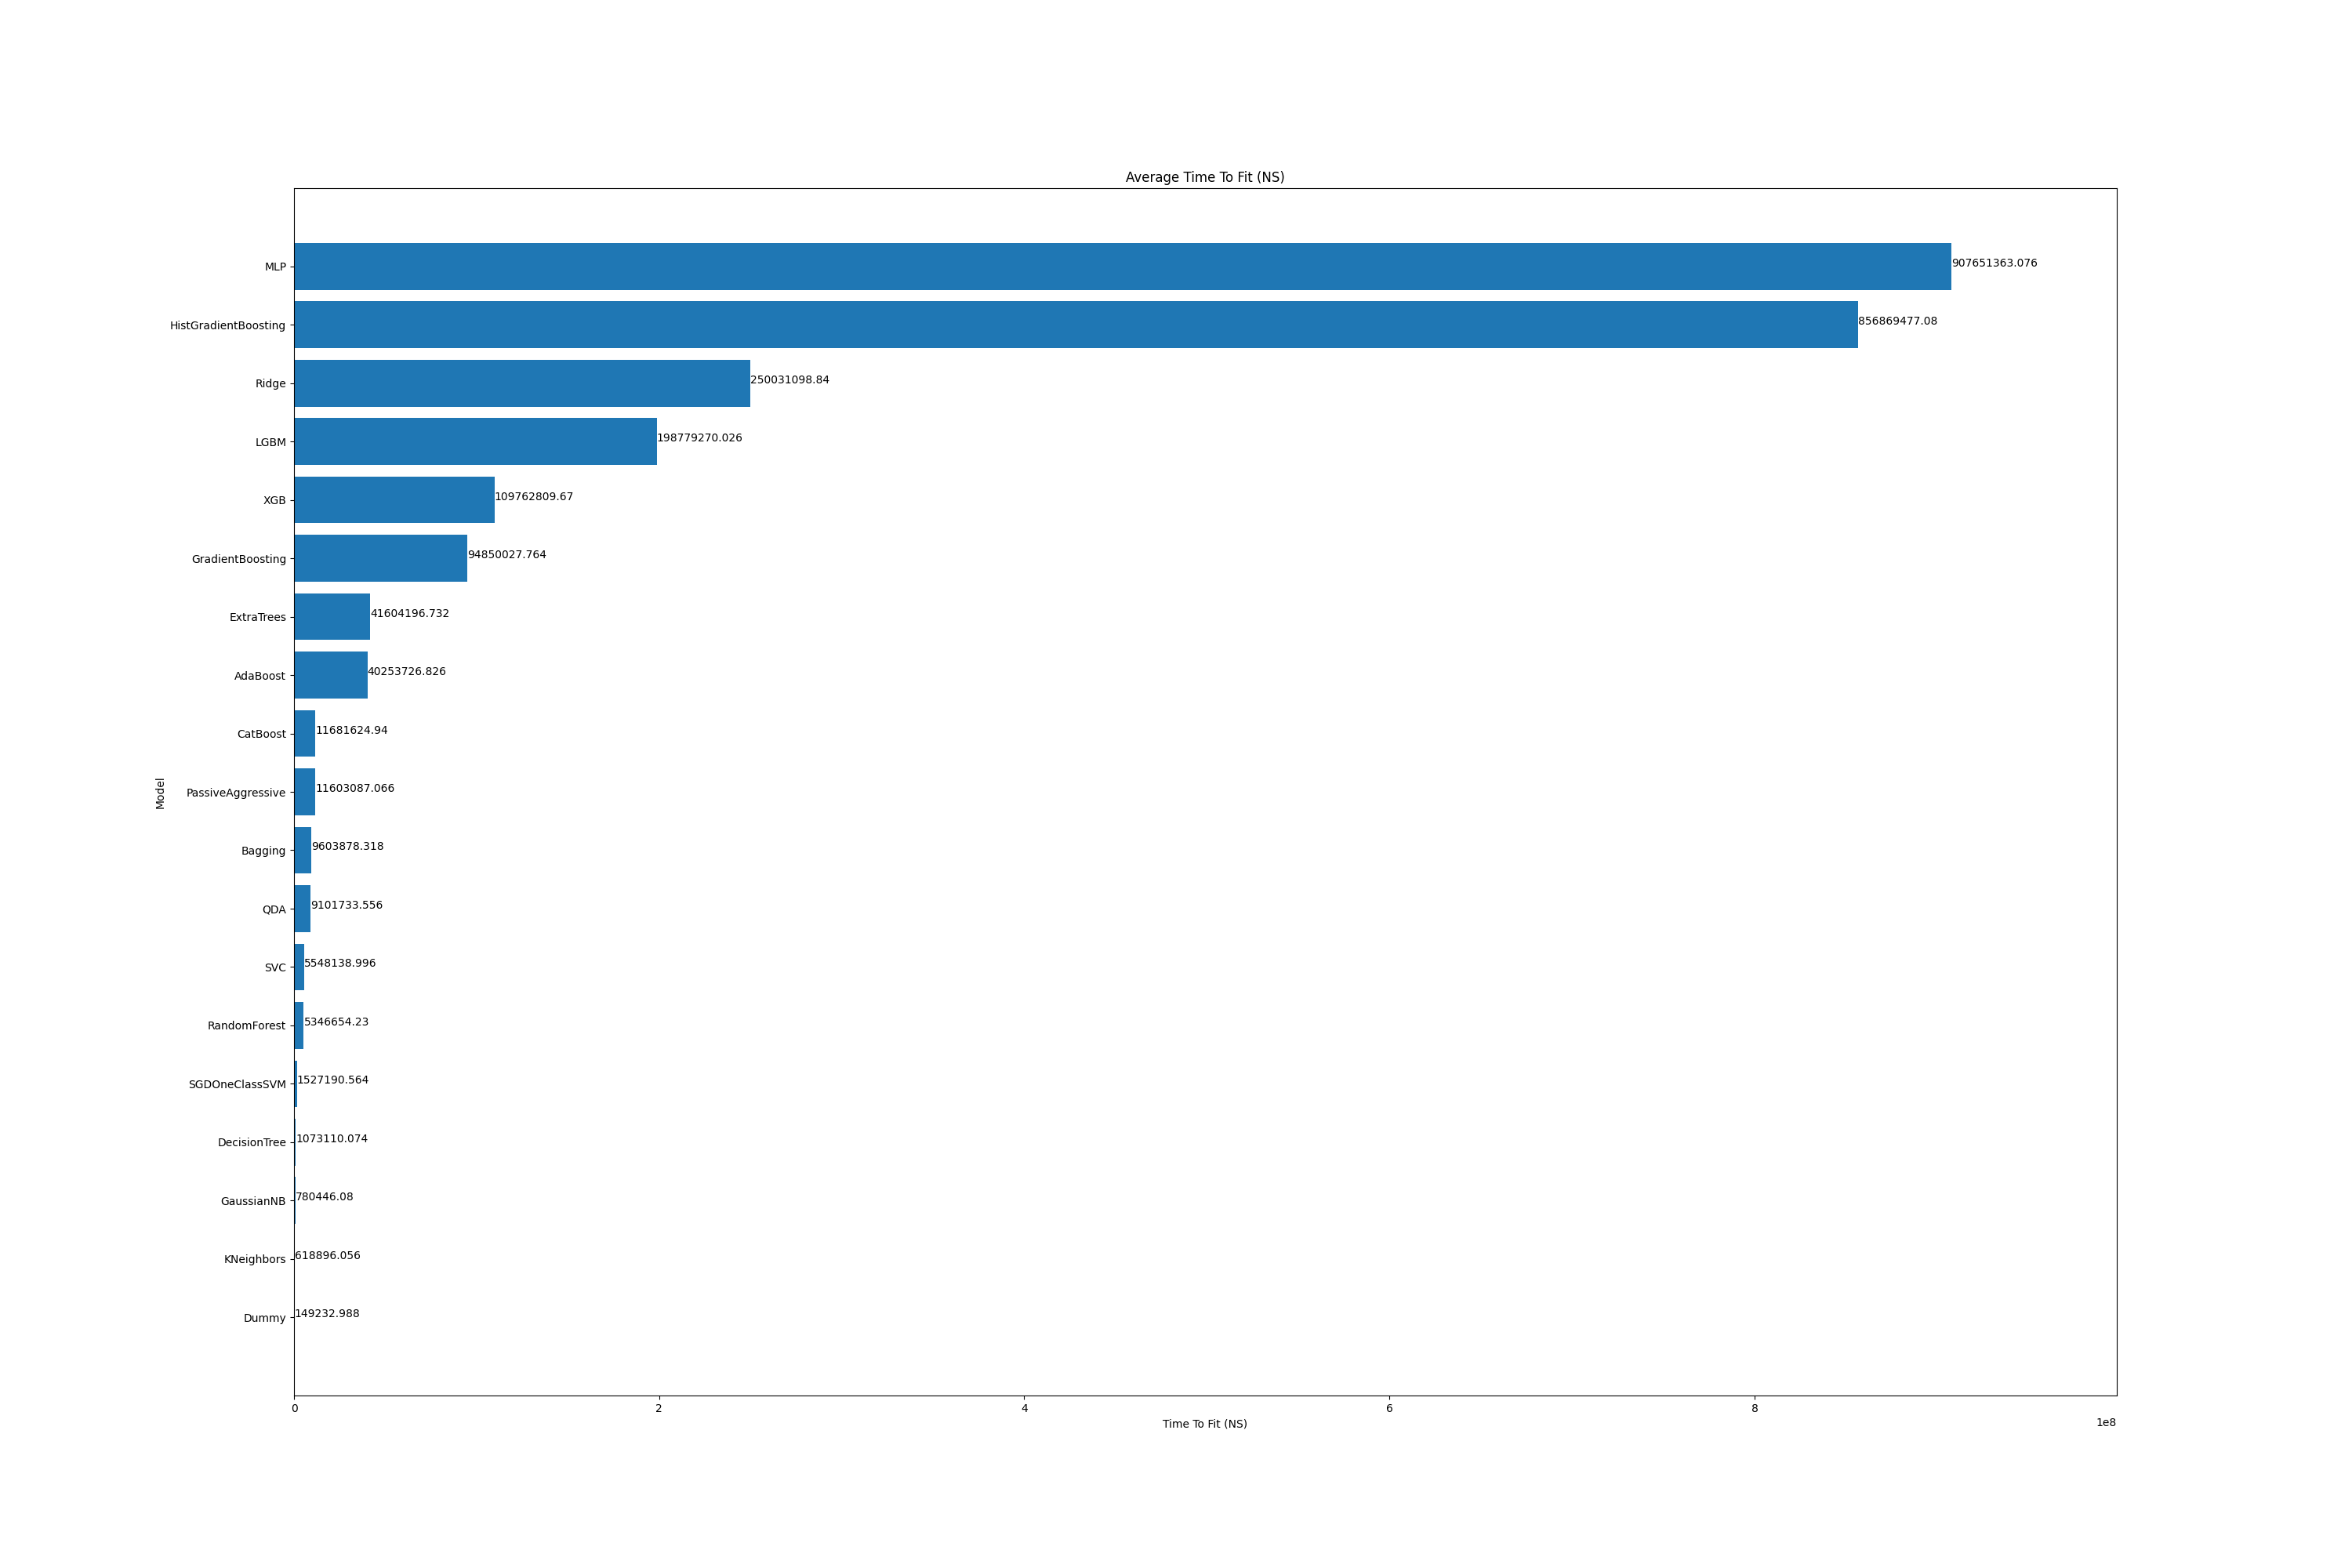 Average Time To Fit (NS)
MLP
907651363.076
HistGradientBoosting
856869477.08
Ridge
250031098.84
LGBM
198779270.026
XGB
109762809.67
GradientBoosting
94850027.764
ExtraTrees
41604196.732
AdaBoost
40253726.826
CatBoost
11681624.94
PassiveAggressive
11603087.066
Bagging
9603878.318
QDA
9101733.556
SVC
5548138.996
RandomForest
5346654.23
SGDOneClassSVM
1527190.564
DecisionTree
1073110.074
GaussianNB
780446.08
KNeighbors
618896.056
Dummy
149232.988
Model
0 2 4 6 8
1e8
Time To Fit (NS)